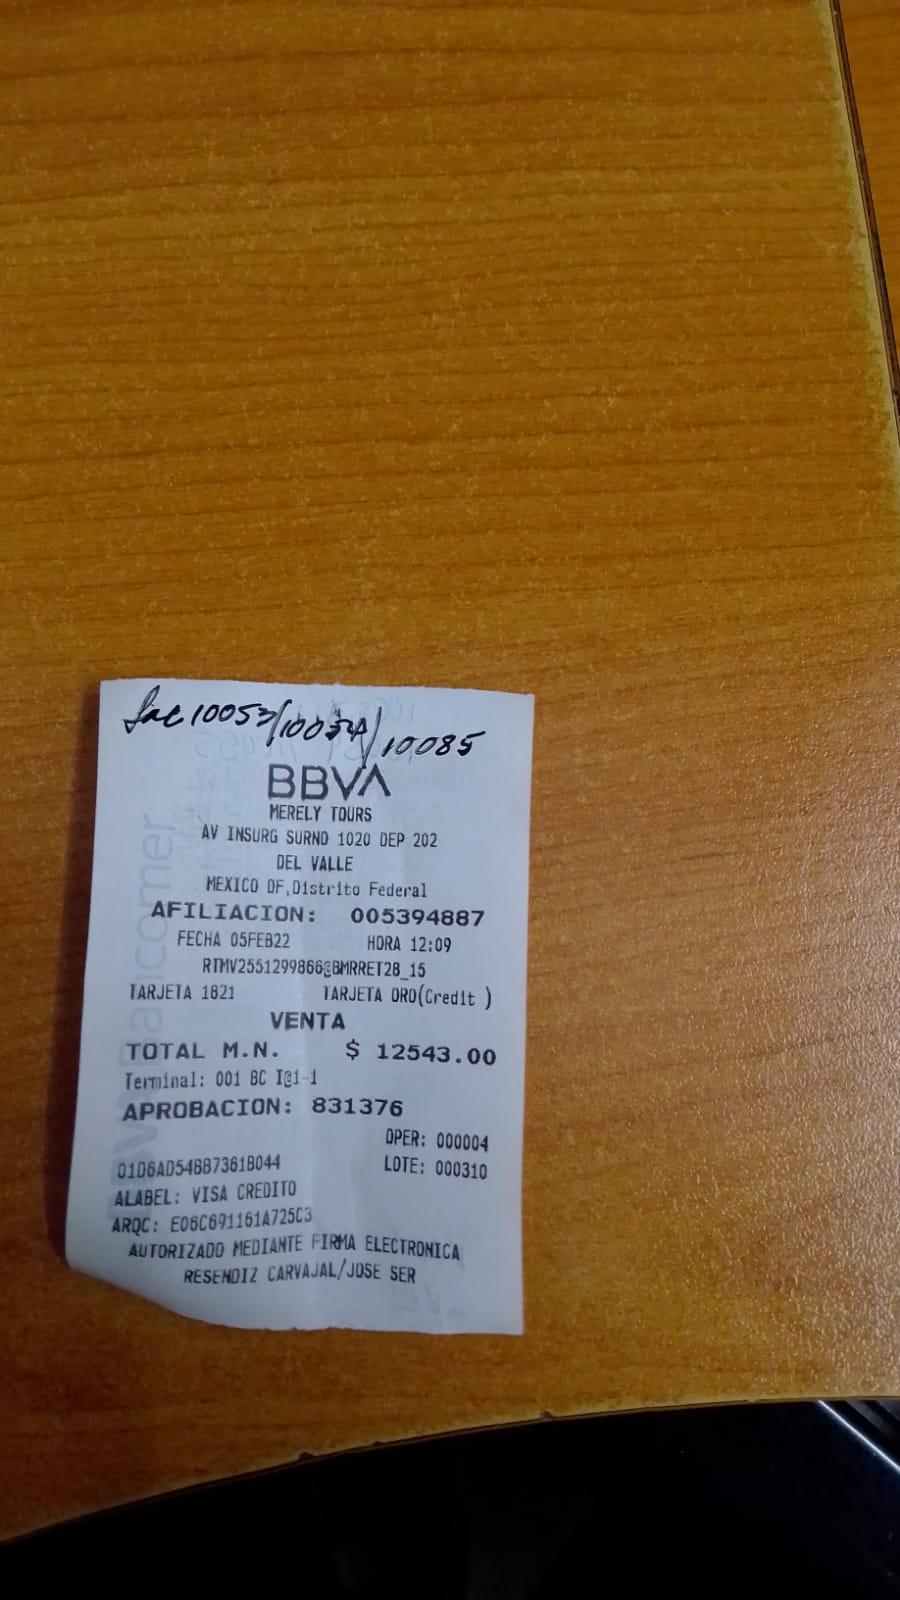 fac 10053/10054/10085
BBVA
MERELY TOURS
AV INSURG SURNO 1020 DEP 202
DEL VALLE
MEXICO DF,Distrito Federal
AFILIACION: 005394887
FECHA 05FEB22 HORA 12:09
RTMV2551299866@BMRRET28_15
TARJETA 1821 TARJETA ORO(Credit )
VENTA
TOTAL M.N. $ 12543.00
Terminal: 001 BC I@1-1
APROBACION: 831376
OPER: 000004
01D6AD54BB7361B044 LOTE: 000310
ALABEL: VISA CREDITO
ARQC: E06C691161A725C3
AUTORIZADO MEDIANTE FIRMA ELECTRONICA
RESENDIZ CARVAJAL/JOSE SER
BBVA Bancomer